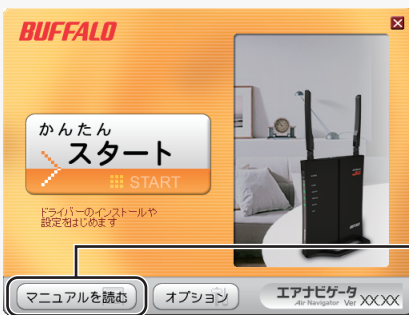 BUFFALO
かんたん
スタート
START
ドライバーのインストールや
設定をはじめます
マニュアルを読む
オプション
エアナビゲータ
Air Navigator Ver XX.XX